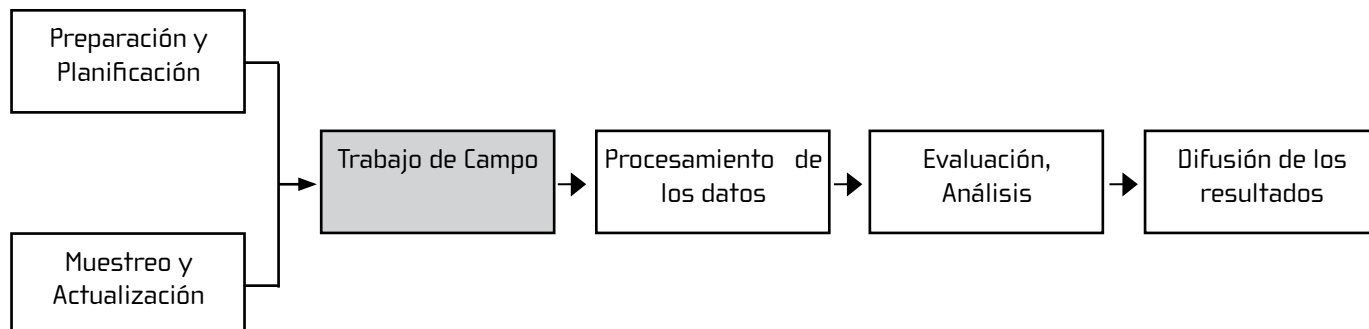 Preparación y
Planificación
Muestreo y
Actualización
Trabajo de Campo
Procesamiento de
los datos
Evaluación,
Análisis
Difusión de los
resultados